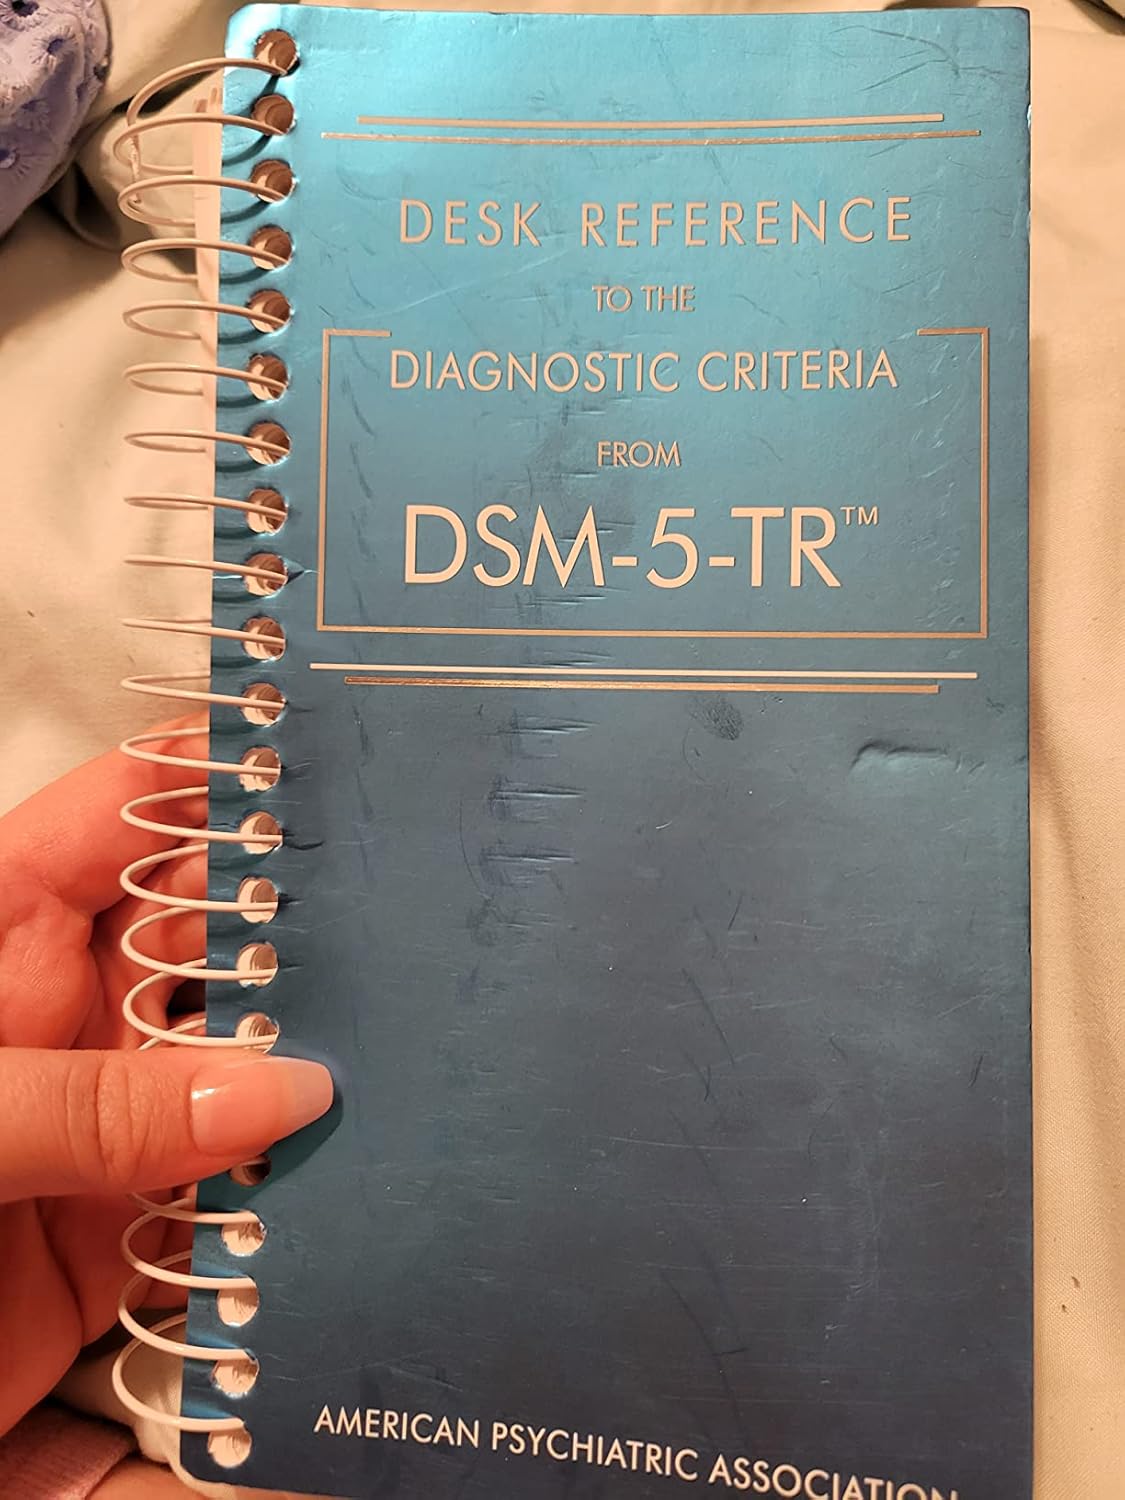 DESK REFERENCE
TO THE
DIAGNOSTIC CRITERIA
FROM
DSM-5-TR™
AMERICAN PSYCHIATRIC ASSOCIATION